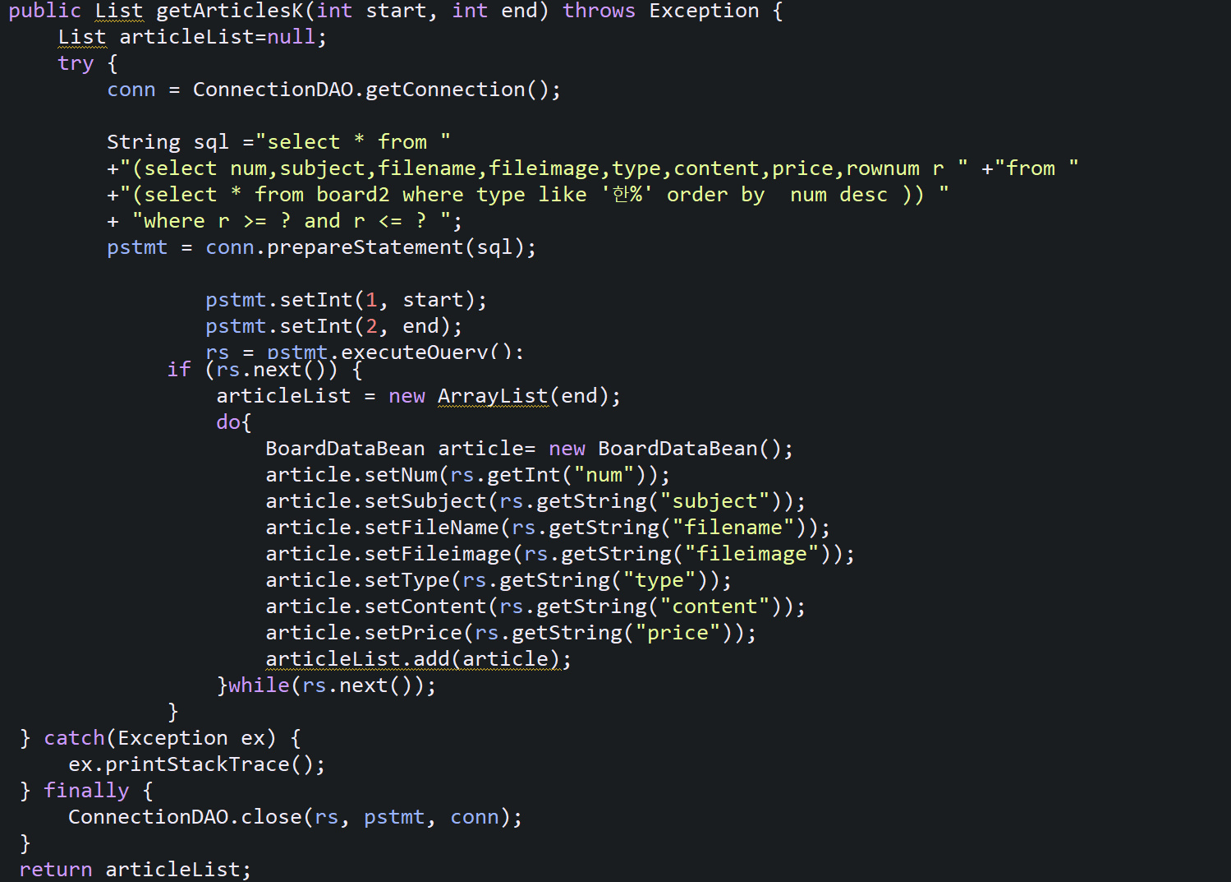 public List getArticlesK(int start, int end) throws Exception {
List articleList=null;
try {
conn = ConnectionDAO.getConnection();
String sql ="select * from "
+"(select num,subject,filename,fileimage,type,content,price,rownum r " +"from "
+"(select * from board2 where type like '한%' order by  num desc )) "
+ "where r >= ? and r <= ? ";
pstmt = conn.prepareStatement(sql);
pstmt.setInt(1, start);
pstmt.setInt(2, end);
rs = pstmt.executeQuery();
if (rs.next()) {
articleList = new ArrayList(end);
do{
BoardDataBean article= new BoardDataBean();
article.setNum(rs.getInt("num"));
article.setSubject(rs.getString("subject"));
article.setFileName(rs.getString("filename"));
article.setFileimage(rs.getString("fileimage"));
article.setType(rs.getString("type"));
article.setContent(rs.getString("content"));
article.setPrice(rs.getString("price"));
articleList.add(article);
}while(rs.next());
}
} catch(Exception ex) {
ex.printStackTrace();
} finally {
ConnectionDAO.close(rs, pstmt, conn);
}
return articleList;